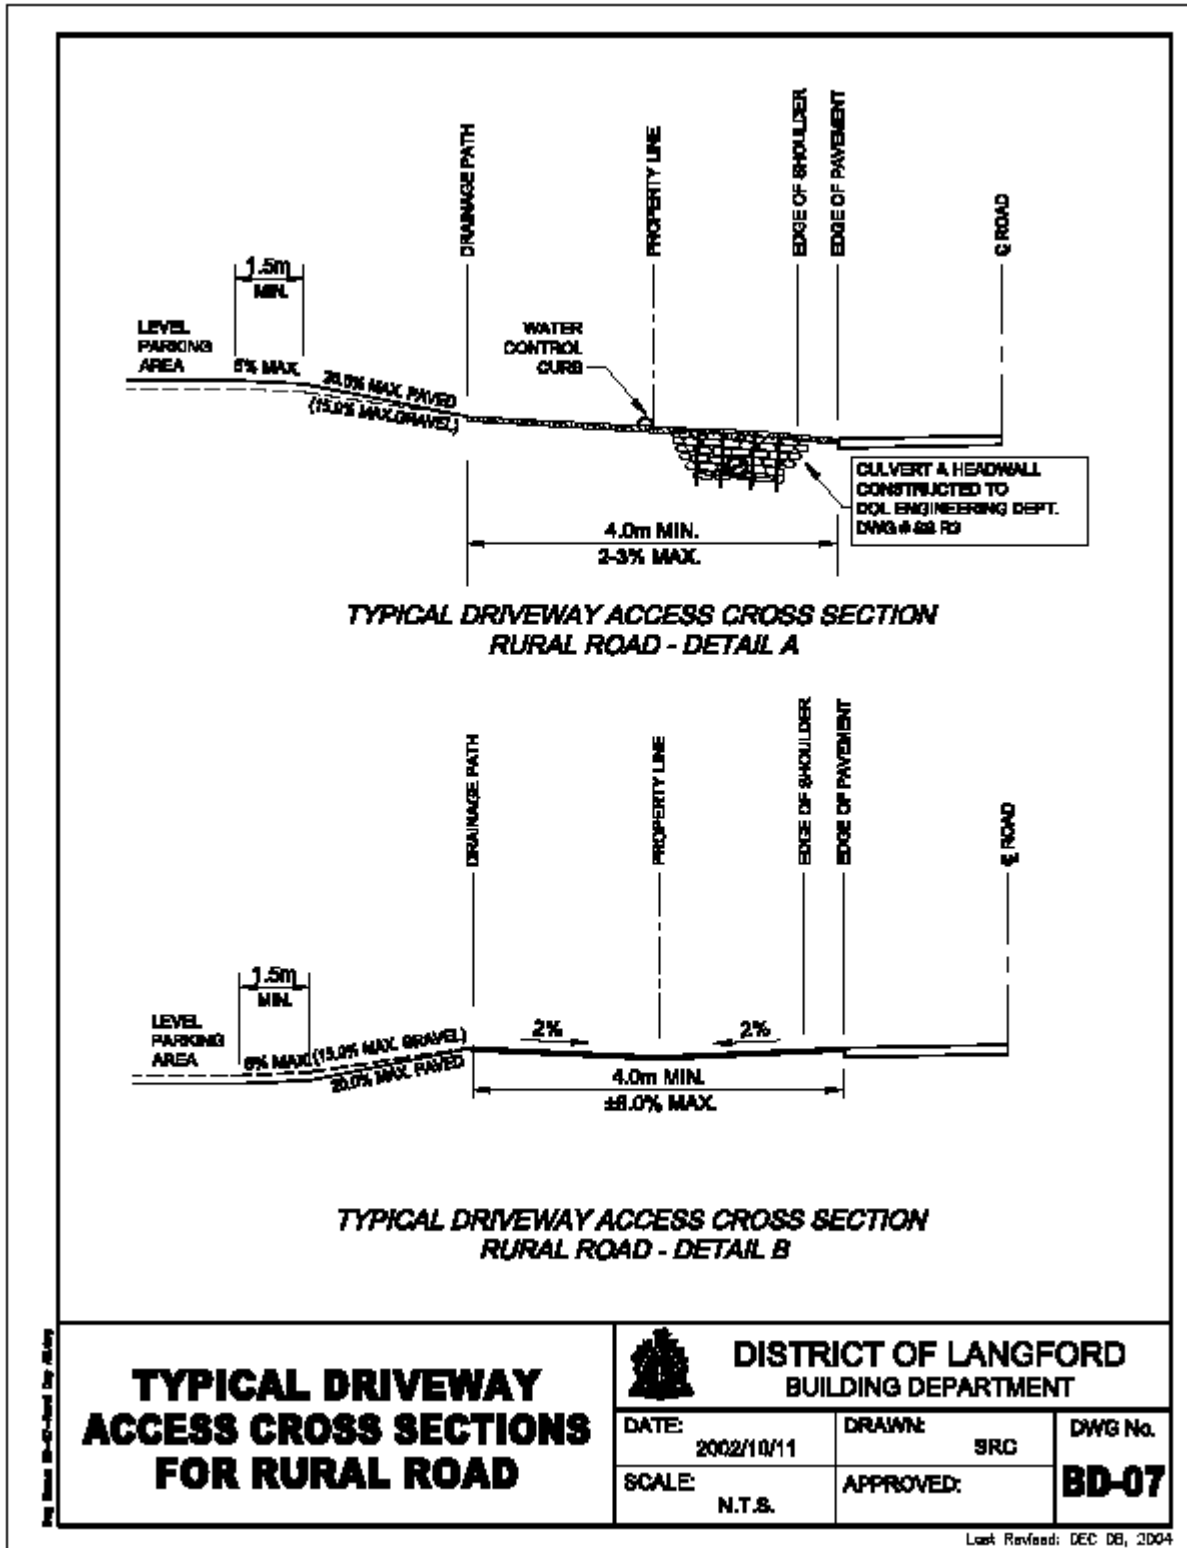 DRAINAGE PATH
PROPERTY LINE
EDGE OF SHOULDER
EDGE OF PAVEMENT
℄ ROAD
1.5m
MIN.
LEVEL
PARKING
AREA
MAX.
20.0% MAX. PAVED
(15.0% MAX. GRAVEL)
WATER
CONTROL
CURB
CULVERT & HEADWALL
CONSTRUCTED TO
DOL ENGINEERING DEPT.
DWG #
4.0m MIN.
2-3% MAX.
TYPICAL DRIVEWAY ACCESS CROSS SECTION
RURAL ROAD - DETAIL A
DRAINAGE PATH
PROPERTY LINE
EDGE OF SHOULDER
EDGE OF PAVEMENT
℄ ROAD
1.5m
MIN.
LEVEL
PARKING
AREA
MAX.
(15.0% MAX. GRAVEL)
20.0% MAX. PAVED
2%
2%
4.0m MIN.
MAX.
TYPICAL DRIVEWAY ACCESS CROSS SECTION
RURAL ROAD - DETAIL B
TYPICAL DRIVEWAY
ACCESS CROSS SECTIONS
FOR RURAL ROAD
DISTRICT OF LANGFORD
BUILDING DEPARTMENT
DATE:
2002/10/11
DRAWN:
SRC
DWG No.
BD-07
SCALE:
N.T.S.
APPROVED:
Last Revised: DEC 08, 2004